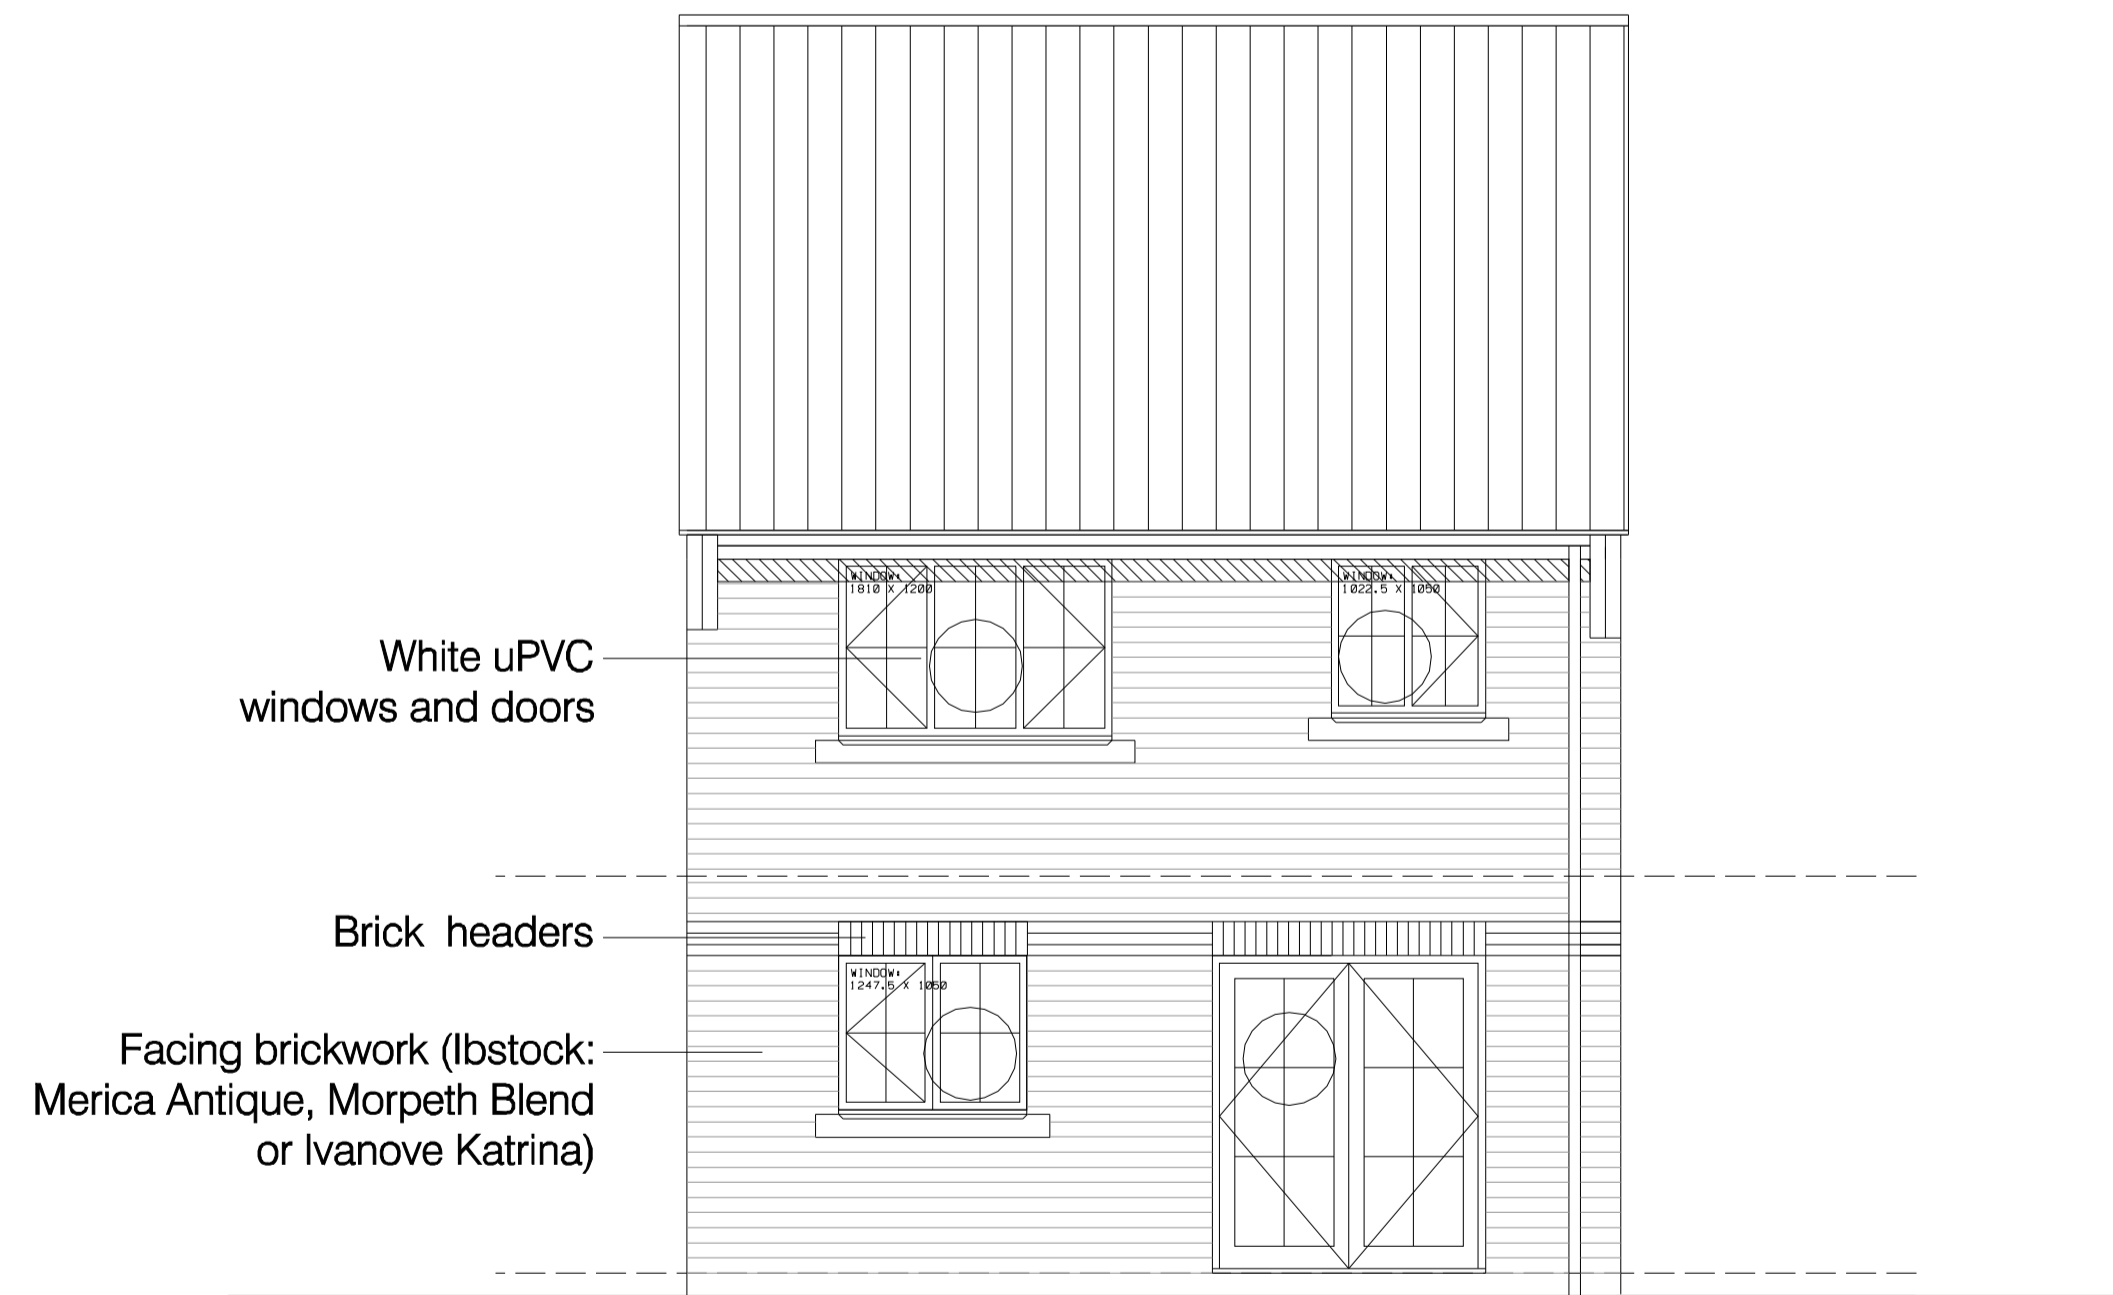 WINDOW:
1810 X 1200
WINDOW:
1022.5 X 1050
White uPVC
windows and doors
Brick headers
WINDOW:
1247.5 X 1050
Facing brickwork (Ibstock:
Merica Antique, Morpeth Blend
or Ivanove Katrina)